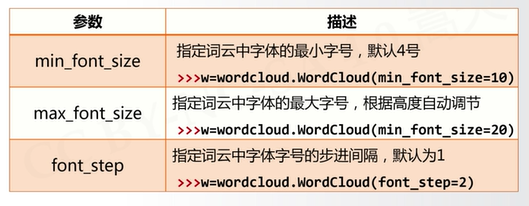 参数 描述
min_font_size
指定词云中字体的最小字号，默认4号
>>>w=wordcloud.WordCloud(min_font_size=10)
max_font_size
指定词云中字体的最大字号，根据高度自动调节
>>>w=wordcloud.WordCloud(min_font_size=20)
font_step
指定词云中字体字号的步进间隔，默认为1
>>>w=wordcloud.WordCloud(font_step=2)